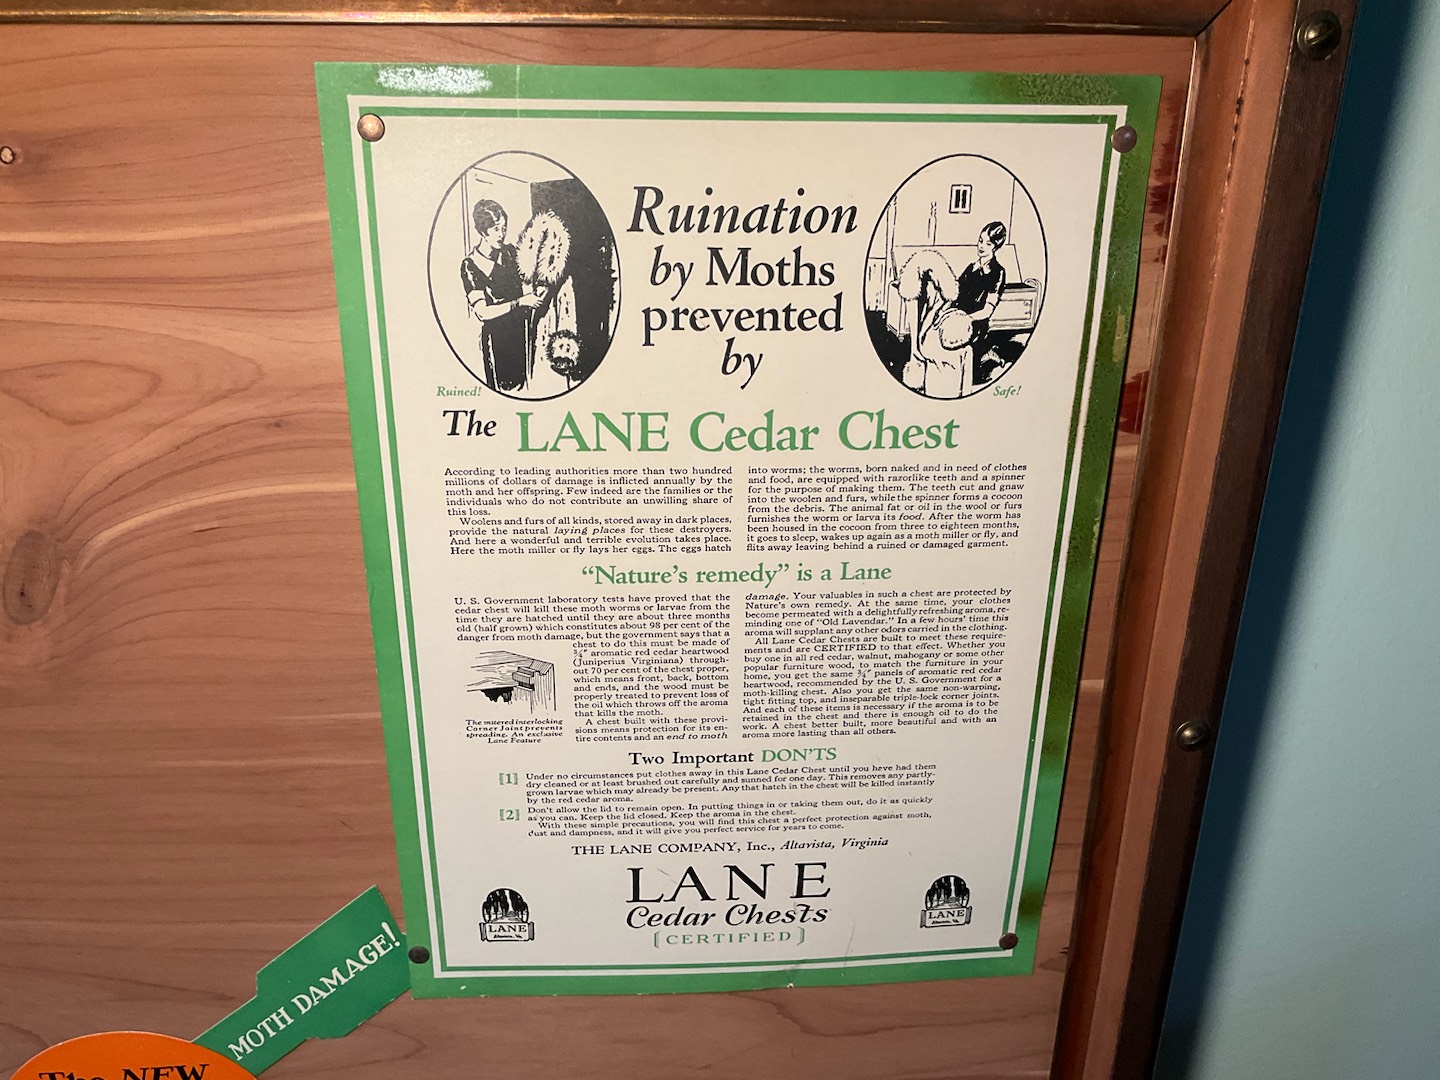 Ruination
by Moths
prevented
by
Ruined!
Safe!
The LANE Cedar Chest
According to leading authorities more than two hundred
millions of dollars of damage is inflicted annually by the
moth and her offspring. Few indeed are the families or the
individuals who do not contribute an unwilling share of
this loss.
Woolens and furs of all kinds, stored away in dark places,
provide the natural laying places for these destroyers.
And here a wonderful and terrible evolution takes place.
Here the moth miller or fly lays her eggs. The eggs hatch
into worms; the worms, born naked and in need of clothes
and food, are equipped with razorlike teeth and a spinner
for the purpose of making them. The teeth cut and gnaw
into the woolen and furs, while the spinner forms a cocoon
from the debris. The animal fat or oil in the wool or furs
furnishes the worm or larva its food. After the worm has
been housed in the cocoon from three to eighteen months,
it goes to sleep, wakes up again as a moth miller or fly, and
flits away leaving behind a ruined or damaged garment.
"Nature's remedy" is a Lane
U. S. Government laboratory tests have proved that the
cedar chest will kill these moth worms or larvae from the
time they are hatched until they are about three months
old (half grown) which constitutes about 98 per cent of the
danger from moth damage, but the government says that a
chest to do this must be made of
¾" aromatic red cedar heartwood
(Juniperius Virginiana) through-
out 70 per cent of the chest proper,
which means front, back, bottom
and ends, and the wood must be
properly treated to prevent loss of
the oil which throws off the aroma
that kills the moth.
A chest built with these provi-
sions means protection for its en-
tire contents and an end to moth
The mitered interlocking
Corner Joint prevents
spreading. An exclusive
Lane Feature
damage. Your valuables in such a chest are protected by
Nature's own remedy. At the same time, your clothes
become permeated with a delightfully refreshing aroma, re-
minding one of "Old Lavendar." In a few hours' time this
aroma will supplant any other odors carried in the clothing.
All Lane Cedar Chests are built to meet these require-
ments and are CERTIFIED to that effect. Whether you
buy one in all red cedar, walnut, mahogany or some other
popular furniture wood, to match the furniture in your
home, you get the same ¾" panels of aromatic red cedar
heartwood, recommended by the U. S. Government for a
moth-killing chest. Also you get the same non-warping,
tight fitting top, and inseparable triple-lock corner joints.
And each of these items is necessary if the aroma is to be
retained in the chest and there is enough oil to do the
work. A chest better built, more beautiful and with an
aroma more lasting than all others.
Two Important DON'TS
[1] Under no circumstances put clothes away in this Lane Cedar Chest until you heve had them
dry cleaned or at least brushed out carefully and sunned for one day. This removes any partly-
grown larvae which may already be present. Any that hatch in the chest will be killed instantly
by the red cedar aroma.
[2] Don't allow the lid to remain open. In putting things in or taking them out, do it as quickly
as you can. Keep the lid closed. Keep the aroma in the chest.
With these simple precautions, you will find this chest a perfect protection against moth,
dust and dampness, and it will give you perfect service for years to come.
THE LANE COMPANY, Inc., Altavista, Virginia
LANE
Cedar Chests
[CERTIFIED]
LANE
Altavista, Va.
LANE
Altavista, Va.
MOTH DAMAGE!
The NEW